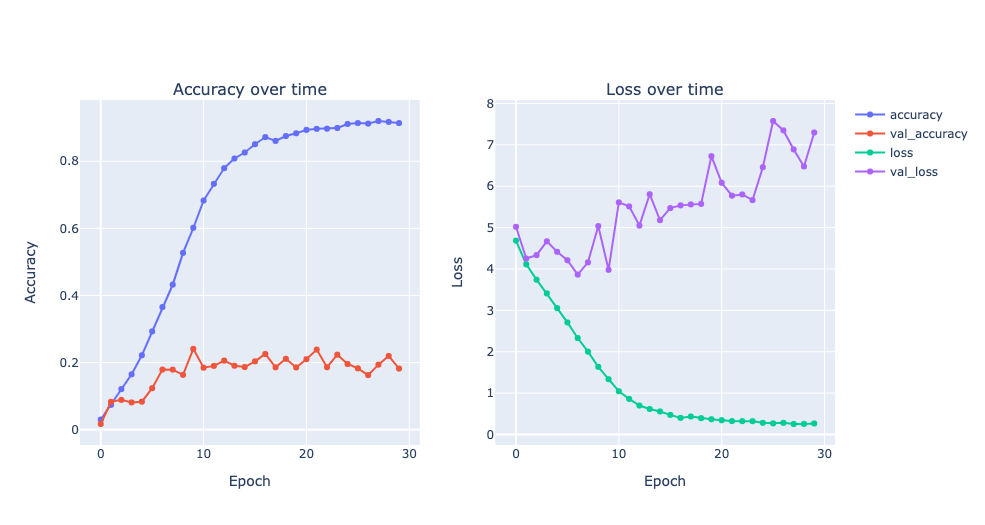 Accuracy over time
Loss over time
accuracy
val_accuracy
loss
val_loss
Accuracy
0.8
0.6
0.4
0.2
0
0
10
20
30
Epoch
Loss
8
7
6
5
4
3
2
1
0
0
10
20
30
Epoch